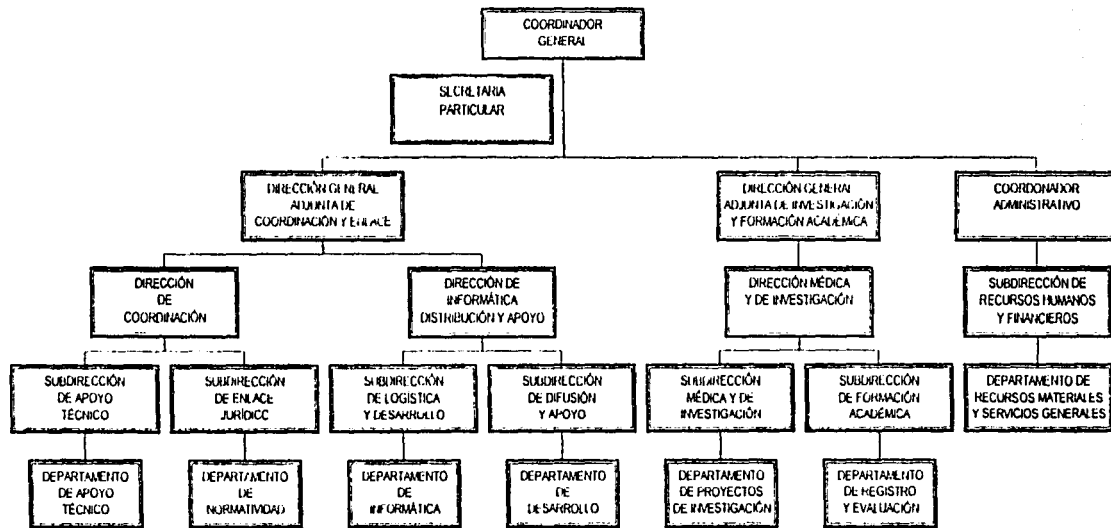 COORDINADOR
GENERAL
SECRETARIA
PARTICULAR
DIRECCIÓN GENERAL
ADJUNTA DE
COORDINACIÓN Y ENLACE
DIRECCIÓN GENERAL
ADJUNTA DE INVESTIGACIÓN
Y FORMACIÓN ACADÉMICA
COORDONADOR
ADMINISTRATIVO
DIRECCIÓN
DE
COORDINACIÓN
DIRECCIÓN DE
INFORMÁTICA
DISTRIBUCIÓN Y APOYO
DIRECCIÓN MÉDICA
Y DE INVESTIGACIÓN
SUBDIRECCIÓN DE
RECURSOS HUMANOS
Y FINANCIEROS
SUBDIRECCIÓN
DE APOYO
TÉCNICO
SUBDIRECCIÓN
DE ENLACE
JURÍDICC
SUBDIRECCIÓN
DE LOGÍSTICA
Y DESARROLLO
SUBDIRECCIÓN
DE DIFUSIÓN
Y APOYO
SUBDIRECCIÓN
MÉDICA Y DE
INVESTIGACIÓN
SUBDIRECCIÓN
DE FORMACIÓN
ACADÉMICA
DEPARTAMENTO DE
RECURSOS MATERIALES
Y SERVICIOS GENERALES
DEPARTAMENTO
DE APOYO
TÉCNICO
DEPARTAMENTO
DE
NORMATIVIDAD
DEPARTAMENTO
DE
INFORMÁTICA
DEPARTAMENTO
DE
DESARROLLO
DEPARTAMENTO
DE PROYECTOS
DE INVESTIGACIÓN
DEPARTAMENTO
DE REGISTRO
Y EVALUACIÓN